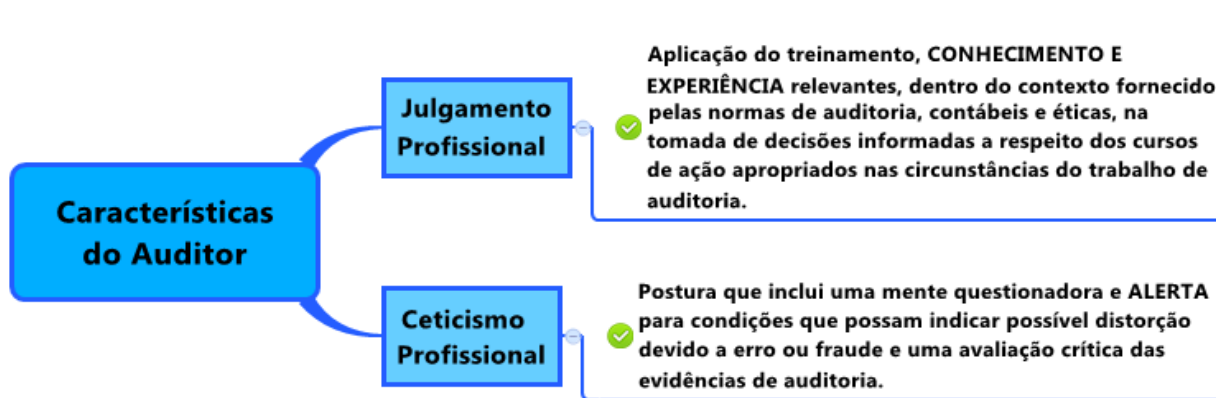 Características
do Auditor
Julgamento
Profissional
Aplicação do treinamento, CONHECIMENTO E
EXPERIÊNCIA relevantes, dentro do contexto fornecido
pelas normas de auditoria, contábeis e éticas, na
tomada de decisões informadas a respeito dos cursos
de ação apropriados nas circunstâncias do trabalho de
auditoria.
Ceticismo
Profissional
Postura que inclui uma mente questionadora e ALERTA
para condições que possam indicar possível distorção
devido a erro ou fraude e uma avaliação crítica das
evidências de auditoria.